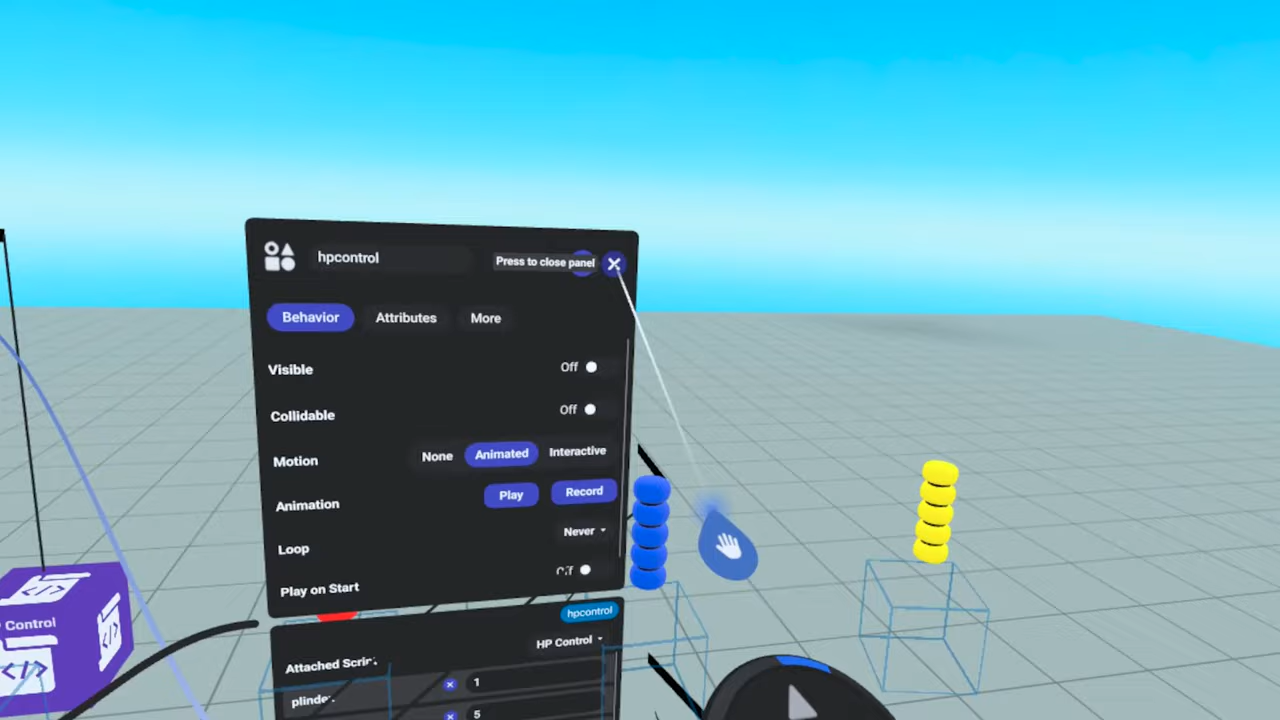 hpcontrol
Press to close panel
Behavior Attributes More
Visible Off
Collidable Off
Motion None Animated Interactive
Animation Play Record
Loop Never
Play on Start
hpcontrol
Attached HP Control
1
5
Control